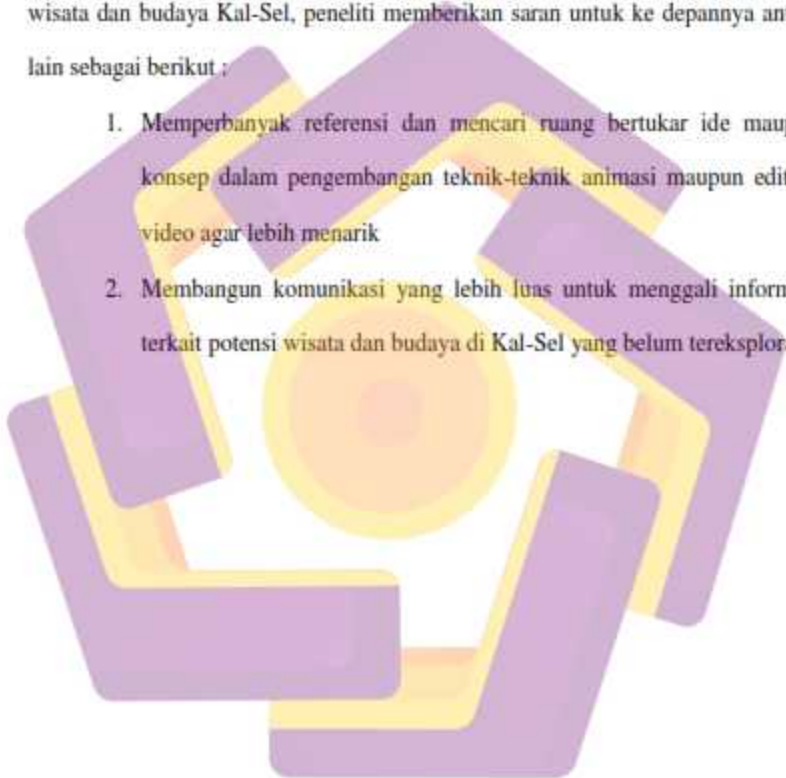 wisata dan budaya Kal-Sel, peneliti memberikan saran untuk ke depannya an
lain sebagai berikut :
1. Memperbanyak referensi dan mencari ruang bertukar ide mau
konsep dalam pengembangan teknik-teknik animasi maupun edit
video agar lebih menarik
2. Membangun komunikasi yang lebih luas untuk menggali inform
terkait potensi wisata dan budaya di Kal-Sel yang belum tereksplor